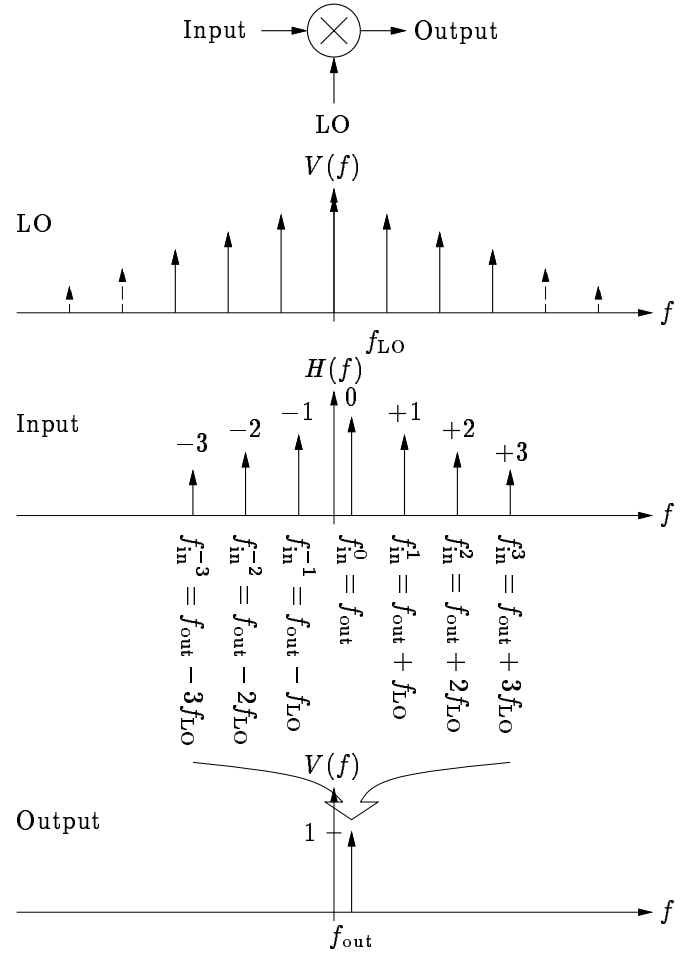 Input Output
LO
V(f)
LO
f
f_LO
H(f)
Input
−3 −2 −1 0 +1 +2 +3
f
f_in^−3 = f_out − 3f_LO
f_in^−2 = f_out − 2f_LO
f_in^−1 = f_out − f_LO
f_in^0 = f_out
f_in^1 = f_out + f_LO
f_in^2 = f_out + 2f_LO
f_in^3 = f_out + 3f_LO
V(f)
Output
1
f
f_out